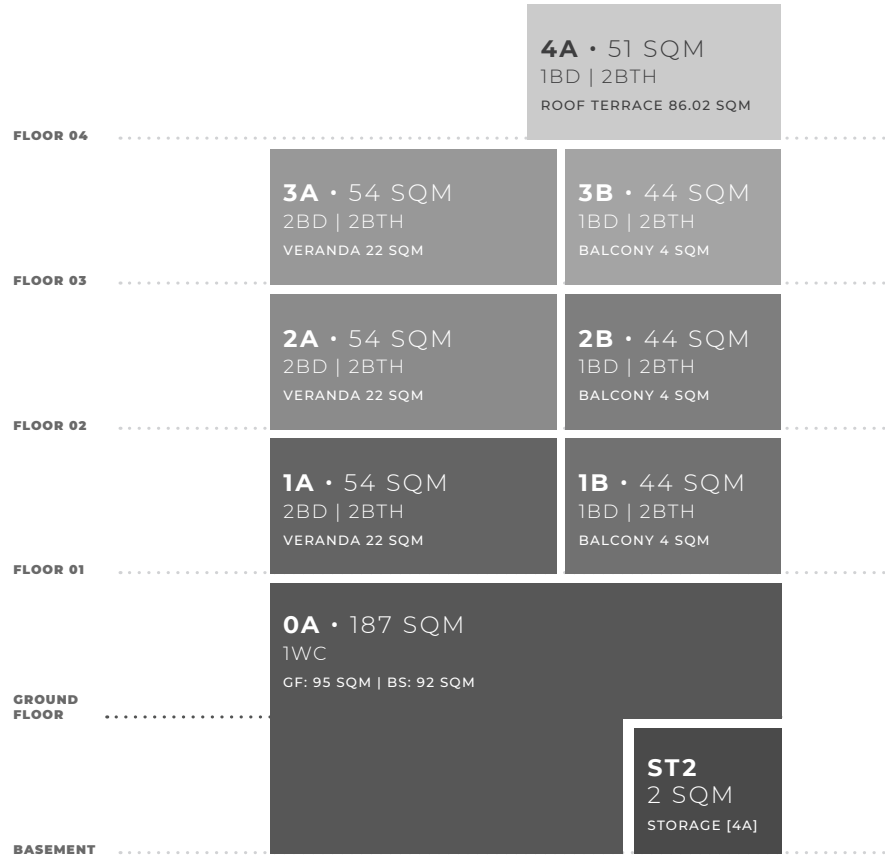 4A • 51 SQM
1BD | 2BTH
ROOF TERRACE 86.02 SQM
FLOOR 04
3A • 54 SQM
2BD | 2BTH
VERANDA 22 SQM
3B • 44 SQM
1BD | 2BTH
BALCONY 4 SQM
FLOOR 03
2A • 54 SQM
2BD | 2BTH
VERANDA 22 SQM
2B • 44 SQM
1BD | 2BTH
BALCONY 4 SQM
FLOOR 02
1A • 54 SQM
2BD | 2BTH
VERANDA 22 SQM
1B • 44 SQM
1BD | 2BTH
BALCONY 4 SQM
FLOOR 01
0A • 187 SQM
1WC
GF: 95 SQM | BS: 92 SQM
GROUND
FLOOR
ST2
2 SQM
STORAGE [4A]
BASEMENT